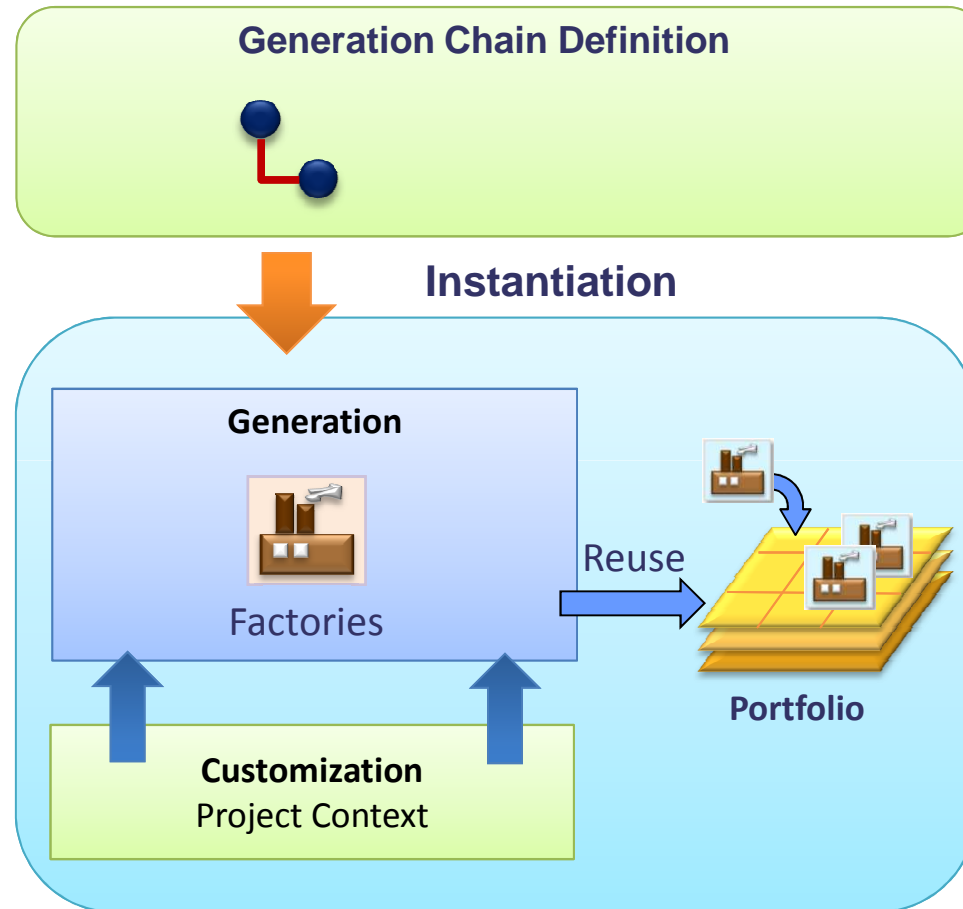 Generation Chain Definition
Instantiation
Generation
Factories
Reuse
Portfolio
Customization
Project Context